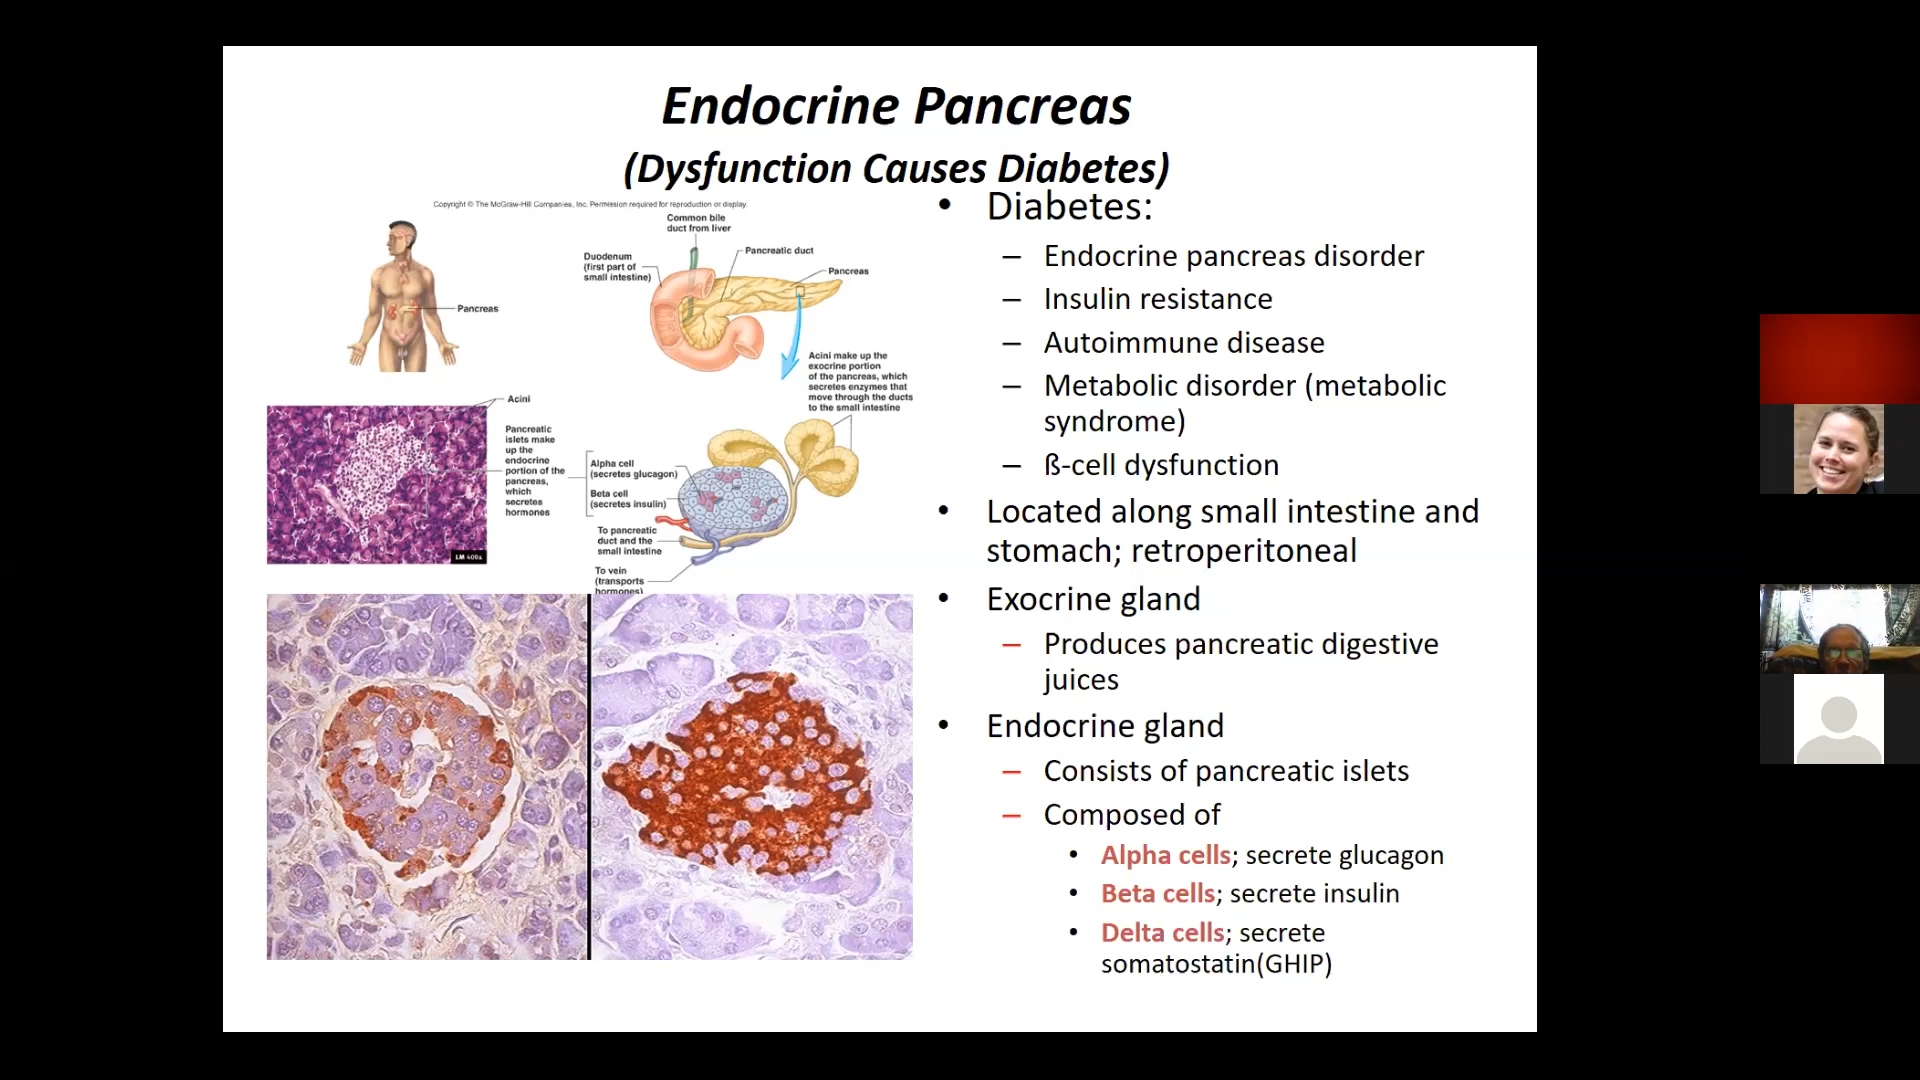 Endocrine Pancreas
(Dysfunction Causes Diabetes)
Copyright © The McGraw-Hill Companies, Inc. Permission required for reproduction or display.
Pancreas
Common bile
duct from liver
Duodenum
(first part of
small intestine)
Pancreatic duct
Pancreas
Acini make up the
exocrine portion
of the pancreas, which
secretes enzymes that
move through the ducts
to the small intestine
Acini
Pancreatic
islets make
up the
endocrine
portion of the
pancreas,
which
secretes
hormones
Alpha cell
(secretes glucagon)
Beta cell
(secretes insulin)
To pancreatic
duct and the
small intestine
To vein
(transports
hormones)
LM 400x
• Diabetes:
– Endocrine pancreas disorder
– Insulin resistance
– Autoimmune disease
– Metabolic disorder (metabolic
syndrome)
– ß-cell dysfunction
• Located along small intestine and
stomach; retroperitoneal
• Exocrine gland
– Produces pancreatic digestive
juices
• Endocrine gland
– Consists of pancreatic islets
– Composed of
• Alpha cells; secrete glucagon
• Beta cells; secrete insulin
• Delta cells; secrete
somatostatin(GHIP)